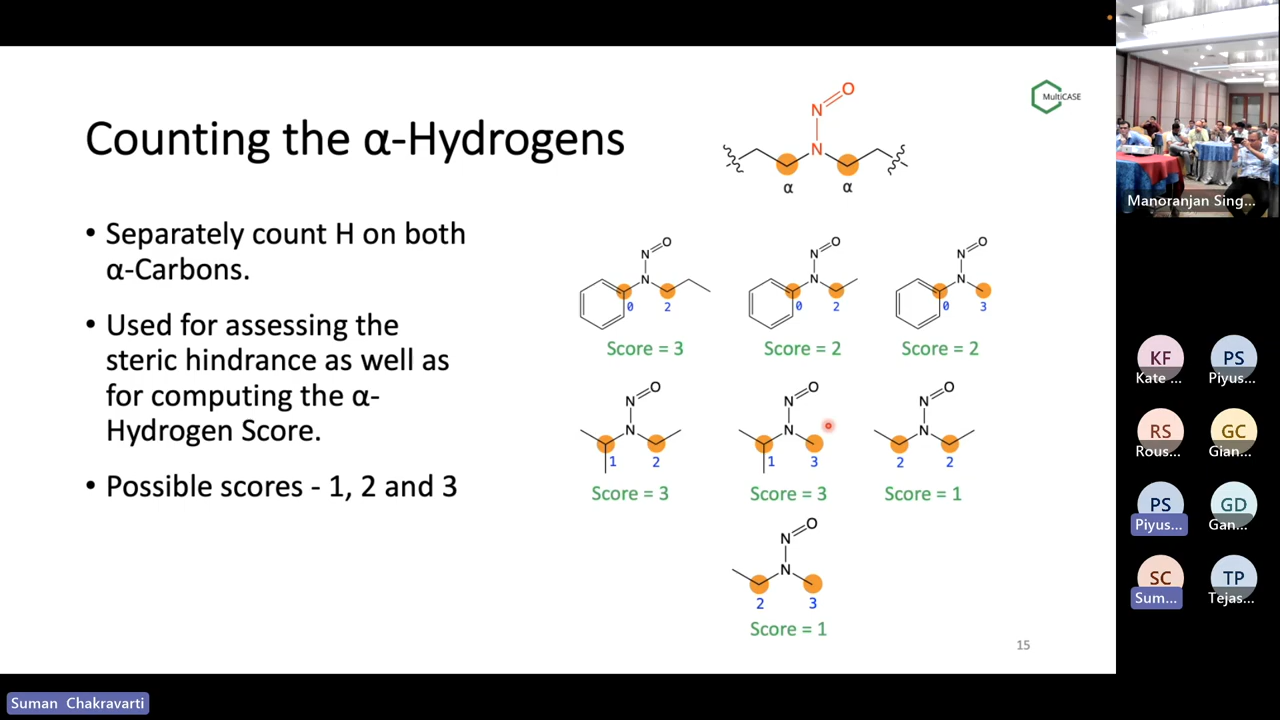 Counting the α-Hydrogens
MultiCASE
N
O
N
α
α
• Separately count H on both
α-Carbons.
• Used for assessing the
steric hindrance as well as
for computing the α-
Hydrogen Score.
• Possible scores - 1, 2 and 3
N
O
N
0
2
Score = 3
N
O
N
0
2
Score = 2
N
O
N
0
3
Score = 2
N
O
N
1
2
Score = 3
N
O
N
1
3
Score = 3
N
O
N
2
2
Score = 1
N
O
N
2
3
Score = 1
15
Manoranjan Sing...
KF
Kate ...
PS
Piyus...
RS
Rous...
GC
Gian...
PS
Piyus...
GD
Gan...
SC
Sum...
TP
Tejas...
Suman Chakravarti